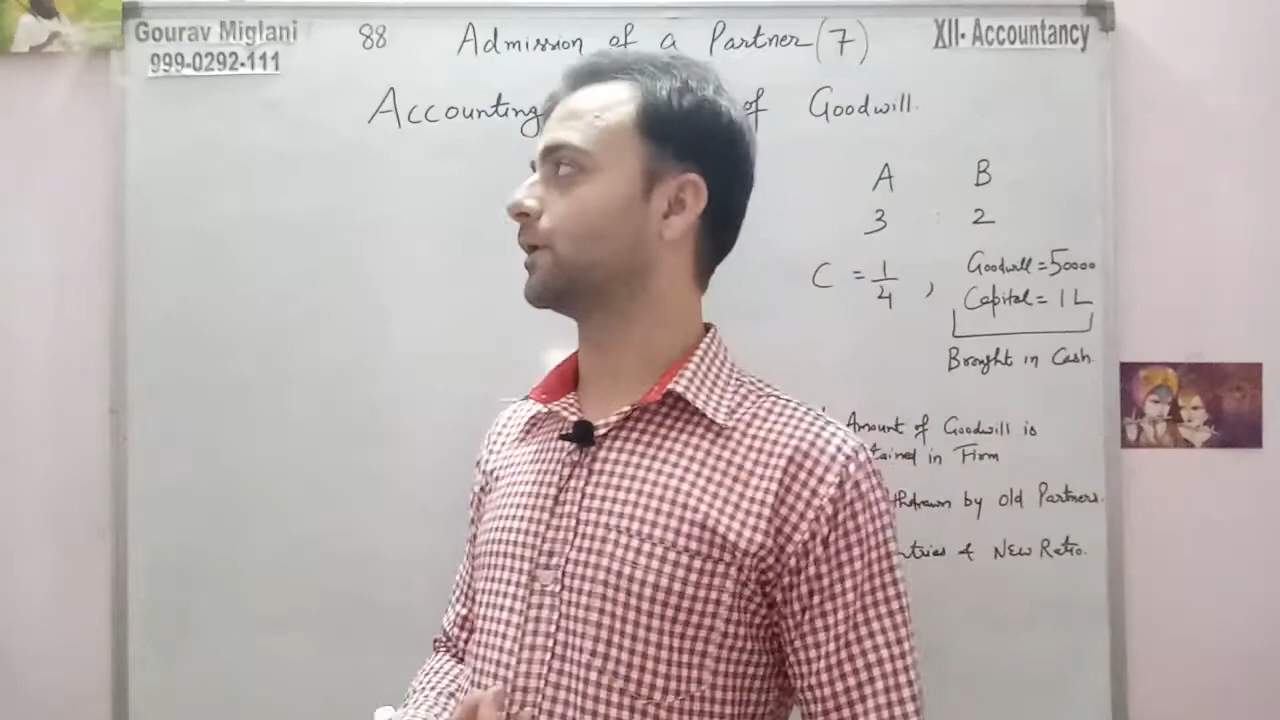 Gourav Miglani
999-0292-111
88 Admission of a Partner (7)
XII- Accountancy
Accounting of Goodwill.
A B
3 : 2
C = 1/4 , Goodwill = 50000
Capital = 1 L
Brought in Cash.
Amount of Goodwill is
in Firm
by old Partners.
& New Ratio.